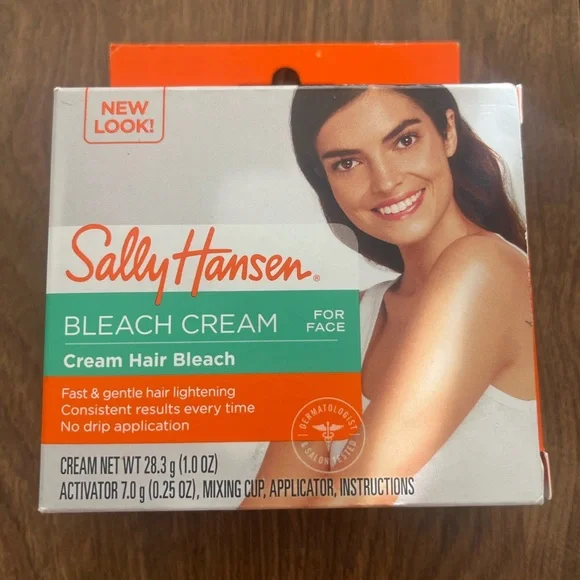 NEW
LOOK!
Sally Hansen®
BLEACH CREAM
FOR
FACE
Cream Hair Bleach
Fast & gentle hair lightening
Consistent results every time
No drip application
DERMATOLOGIST
& SALON TESTED
CREAM NET WT 28.3 g (1.0 OZ)
ACTIVATOR 7.0 g (0.25 OZ), MIXING CUP, APPLICATOR, INSTRUCTIONS